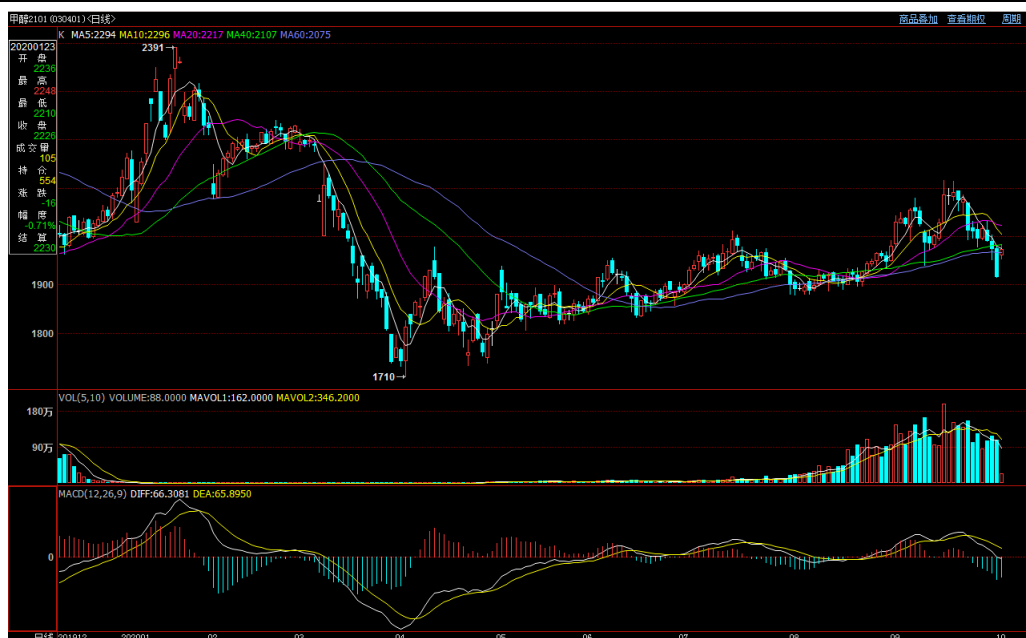 甲醇2101 (030401) <日线> 商品叠加 查看期权 周期
K MA5:2294 MA10:2296 MA20:2217 MA40:2107 MA60:2075
20200123
开 盘
2236
最 高
2248
最 低
2210
收 盘
2226
成交量
105
持 仓
554
涨 跌
-16
幅 度
-0.71%
结 算
2230
2391
1900
1800
1710
VOL(5,10) VOLUME:88.0000 MAVOL1:162.0000 MAVOL2:346.2000
180万
90万
MACD(12,26,9) DIFF:66.3081 DEA:65.8950
0
日线 201912 202001 02 03 04 05 06 07 08 09 10